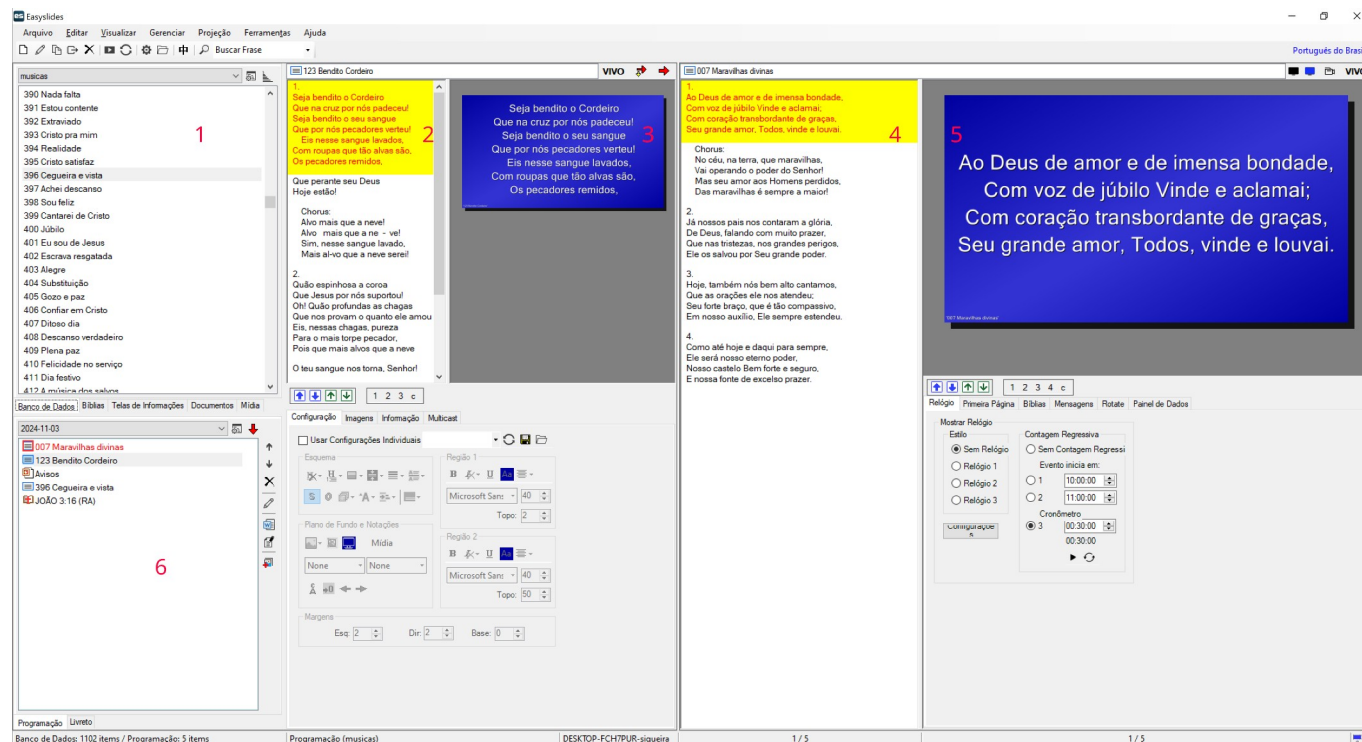 Easyslides
Arquivo Editar Visualizar Gerenciar Projeção Ferramentas Ajuda
Buscar Frase
Português do Brasi
musicas
390 Nada falta
391 Estou contente
392 Extraviado
393 Cristo pra mim
394 Realidade
395 Cristo satisfaz
396 Cegueira e vista
397 Achei descanso
398 Sou feliz
399 Cantarei de Cristo
400 Júbilo
401 Eu sou de Jesus
402 Escrava resgatada
403 Alegre
404 Substituição
405 Gozo e paz
406 Confiar em Cristo
407 Ditoso dia
408 Descanso verdadeiro
409 Plena paz
410 Felicidade no serviço
411 Dia festivo
412 A música dos salvos
1
Banco de Dados Bíblias Telas de Informações Documentos Mídia
2024-11-03
007 Maravilhas divinas
123 Bendito Cordeiro
Avisos
396 Cegueira e vista
JOÃO 3:16 (RA)
6
Programação Livreto
Banco de Dados: 1102 items / Programação: 5 items
123 Bendito Cordeiro
VIVO
1.
Seja bendito o Cordeiro
Que na cruz por nós padeceu!
Seja bendito o seu sangue
Que por nós pecadores verteu!
Eis nesse sangue lavados,
Com roupas que tão alvas são,
Os pecadores remidos,
2
Que perante seu Deus
Hoje estão!
Chorus:
Alvo mais que a neve!
Alvo mais que a ne - ve!
Sim, nesse sangue lavado,
Mais al-vo que a neve serei!
2.
Quão espinhosa a coroa
Que Jesus por nós suportou!
Oh! Quão profundas as chagas
Que nos provam o quanto ele amou
Eis, nessas chagas, pureza
Para o mais torpe pecador,
Pois que mais alvos que a neve
O teu sangue nos torna, Senhor!
Seja bendito o Cordeiro
Que na cruz por nós padeceu!
Seja bendito o seu sangue
Que por nós pecadores verteu!
Eis nesse sangue lavados,
Com roupas que tão alvas são,
Os pecadores remidos,
3
1 2 3 c
Configuração Imagens Informação Multicast
Usar Configurações Individuais
Esquema
Plano de Fundo e Notações
Mídia
None None
Região 1
B U Aa
Microsoft Sans 40
Topo: 2
Região 2
B U Aa
Microsoft Sans 40
Topo: 50
Margens
Esq: 2 Dir: 2 Base: 0
Programação (musicas)
DESKTOP-FCH7PUR-siqueira
007 Maravilhas divinas
VIVO
1.
Ao Deus de amor e de imensa bondade,
Com voz de júbilo Vinde e aclamai;
Com coração transbordante de graças,
Seu grande amor, Todos, vinde e louvai.
4
Chorus:
No céu, na terra, que maravilhas,
Vai operando o poder do Senhor!
Mas seu amor aos Homens perdidos,
Das maravilhas é sempre a maior!
2.
Já nossos pais nos contaram a glória,
De Deus, falando com muito prazer,
Que nas tristezas, nos grandes perigos,
Ele os salvou por Seu grande poder.
3.
Hoje, também nós bem alto cantamos,
Que as orações ele nos atendeu;
Seu forte braço, que é tão compassivo,
Em nosso auxílio, Ele sempre estendeu.
4.
Como até hoje e daqui para sempre,
Ele será nosso eterno poder,
Nosso castelo Bem forte e seguro,
E nossa fonte de excelso prazer.
1 / 5
5
Ao Deus de amor e de imensa bondade,
Com voz de júbilo Vinde e aclamai;
Com coração transbordante de graças,
Seu grande amor, Todos, vinde e louvai.
'007 Maravilhas divinas'
1 2 3 4 c
Relógio Primeira Página Bíblias Mensagens Rotate Painel de Dados
Mostrar Relógio
Estilo
Sem Relógio
Relógio 1
Relógio 2
Relógio 3
Configurações
Contagem Regressiva
Sem Contagem Regressi
Evento inicia em:
1 10:00:00
2 11:00:00
Cronômetro
3 00:30:00
00:30:00
1 / 5